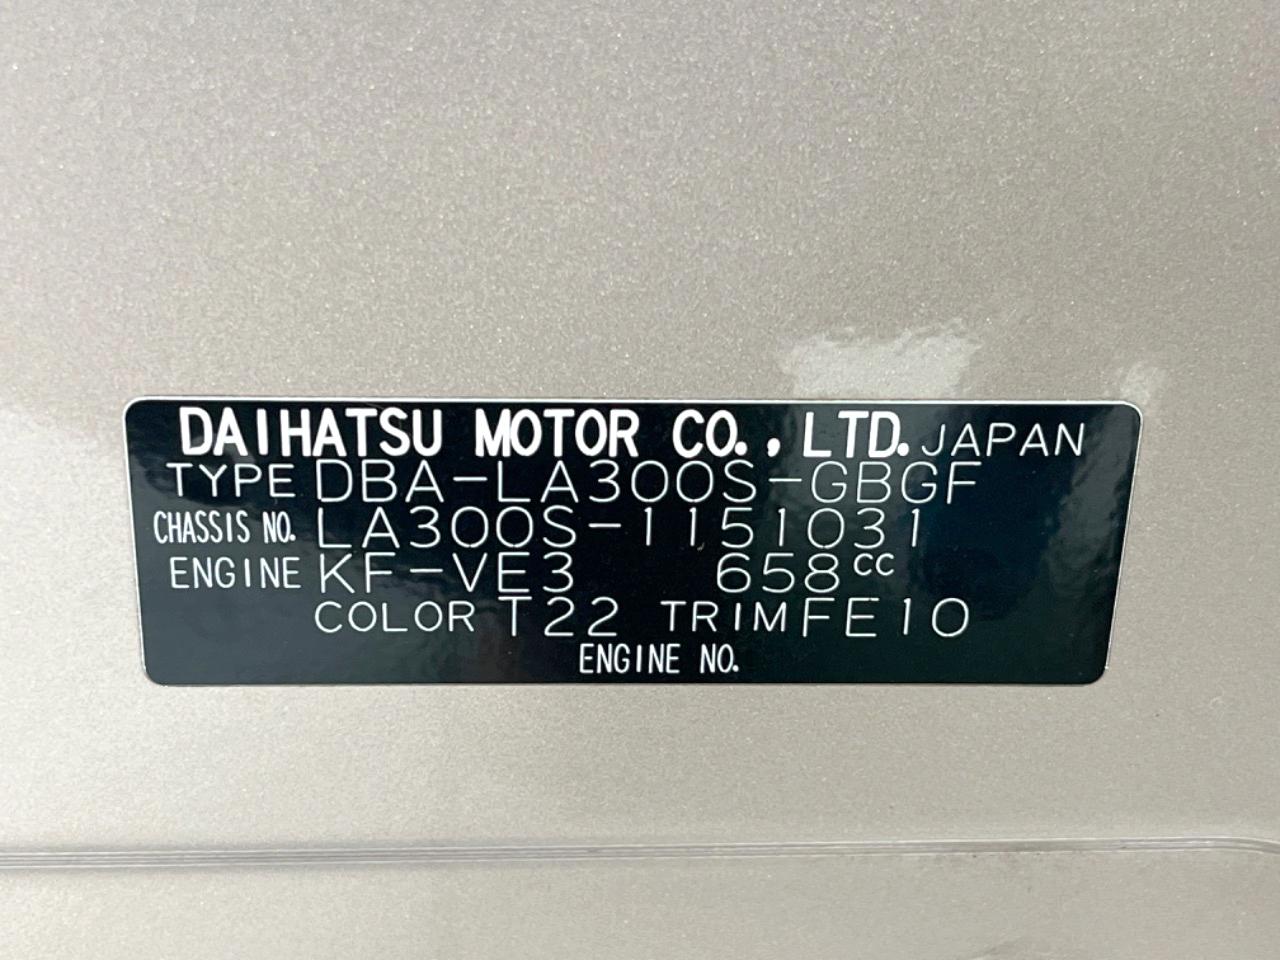 DAIHATSU MOTOR CO., LTD. JAPAN
TYPE DBA-LA300S-GBGF
CHASSIS NO. LA300S-1151031
ENGINE KF-VE3 658cc
COLOR T22 TRIM FE10
ENGINE NO.